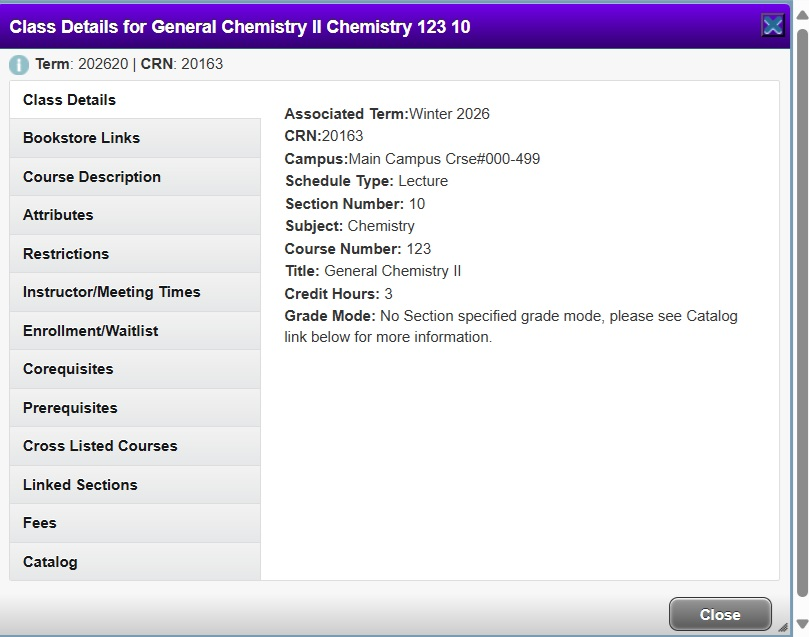 Class Details for General Chemistry II Chemistry 123 10
Term: 202620 | CRN: 20163
Class Details
Bookstore Links
Course Description
Attributes
Restrictions
Instructor/Meeting Times
Enrollment/Waitlist
Corequisites
Prerequisites
Cross Listed Courses
Linked Sections
Fees
Catalog
Associated Term:Winter 2026
CRN:20163
Campus:Main Campus Crse#000-499
Schedule Type: Lecture
Section Number: 10
Subject: Chemistry
Course Number: 123
Title: General Chemistry II
Credit Hours: 3
Grade Mode: No Section specified grade mode, please see Catalog
link below for more information.
Close